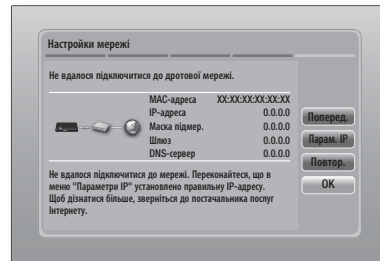 Настройки мережі
Не вдалося підключитися до дротової мережі.
МАС-адреса XX:XX:XX:XX:XX:XX
IP-адреса 0.0.0.0
Маска підмер. 0.0.0.0
Шлюз 0.0.0.0
DNS-сервер 0.0.0.0
Не вдалося підключитися до мережі. Переконайтеся, що в
меню "Параметри IP" установлено правильну IP-адресу.
Щоб дізнатися більше, зверніться до постачальника послуг
Інтернету.
Поперед.
Парам. IP
Повтор.
OK